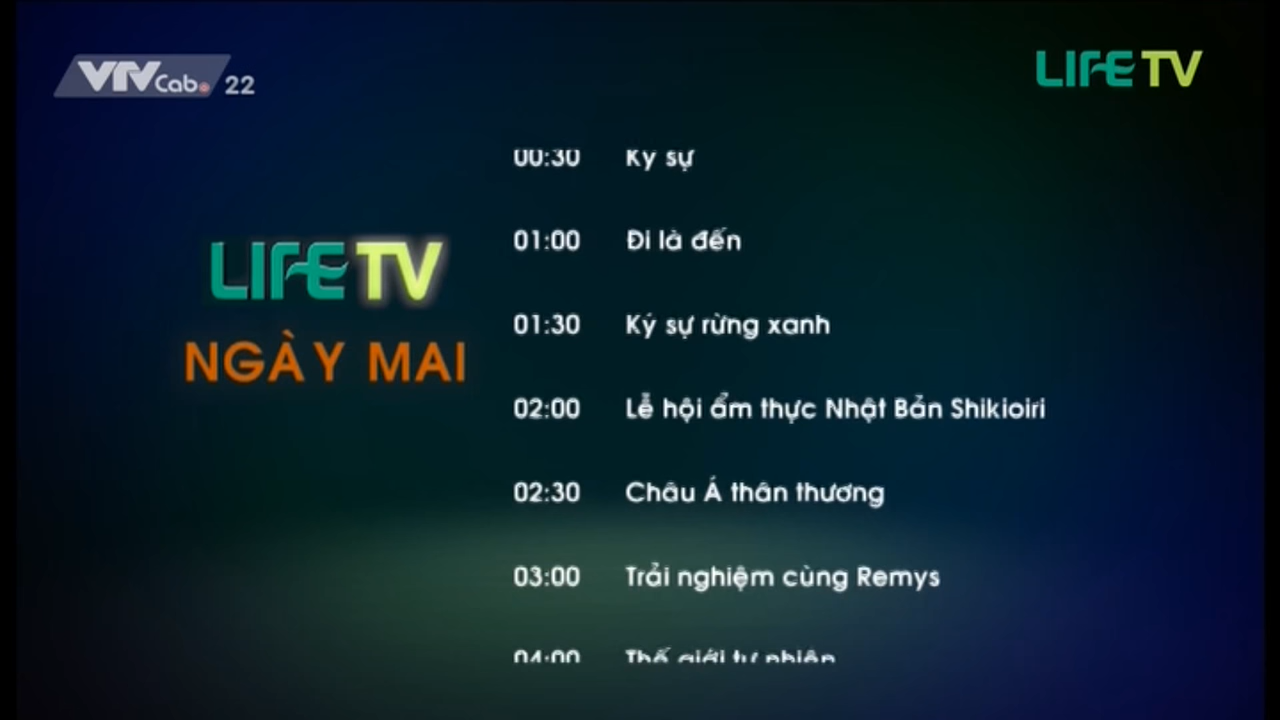 VTVCab 22
LIFE TV
LIFE TV
NGÀY MAI
00:30 Ký sự
01:00 Đi là đến
01:30 Ký sự rừng xanh
02:00 Lễ hội ẩm thực Nhật Bản Shikioiri
02:30 Châu Á thân thương
03:00 Trải nghiệm cùng Remys
04:00 Thế giới tự nhiên